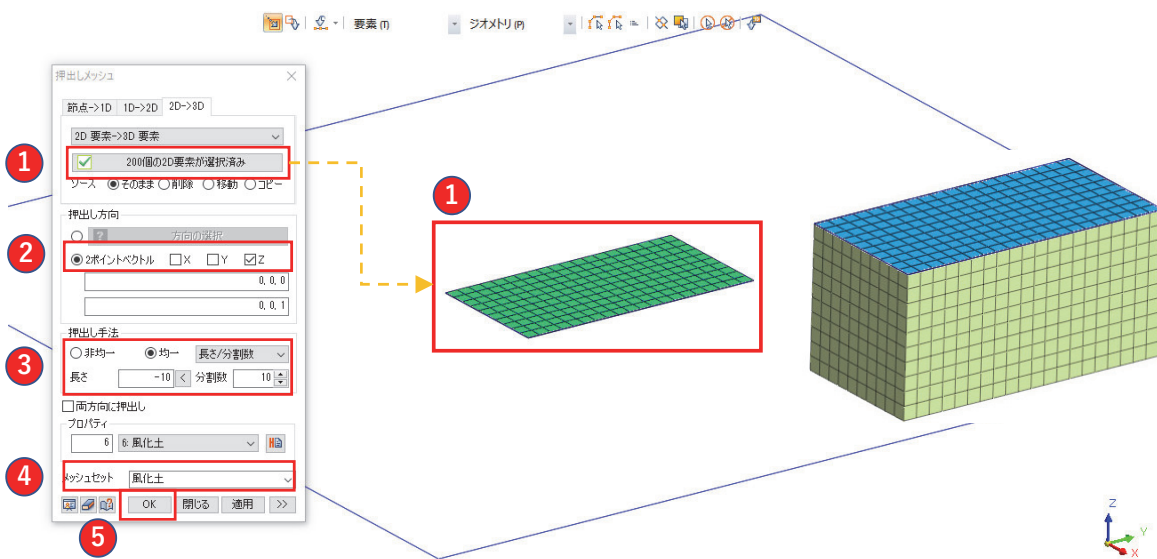 要素 (T) ジオメトリ (P)
押出しメッシュ
節点->1D 1D->2D 2D->3D
2D 要素->3D 要素
1
200個の2D要素が選択済み
ソース そのまま 削除 移動 コピー
押出し方向
? 方向の選択
2
2ポイントベクトル X Y Z
0, 0, 0
0, 0, 1
押出し手法
3
非均一 均一 長さ/分割数
長さ -10 < 分割数 10
両方向に押出し
プロパティ
6 6: 風化土
4
メッシュセット 風化土
OK 閉じる 適用 >>
5
1
Z
Y
X